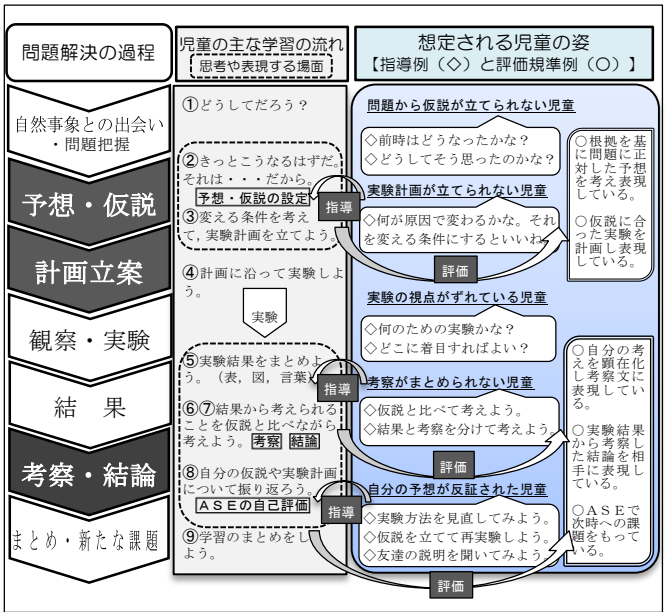 問題解決の過程
自然事象との出会い
・問題把握
予想・仮説
計画立案
観察・実験
結　果
考察・結論
まとめ・新たな課題
児童の主な学習の流れ
思考や表現する場面
①どうしてだろう？
②きっとこうなるはずだ。
それは・・・だから。
予想・仮説の設定
③変える条件を考え
て，実験計画を立てよう。
④計画に沿って実験しよ
う。
実験
⑤実験結果をまとめよ
う。（表，図，言葉）
⑥⑦結果から考えられる
ことを仮説と比べながら
考えよう。考察 結論
⑧自分の仮説や実験計画
について振り返ろう。
ＡＳＥの自己評価
⑨学習のまとめをし
よう。
想定される児童の姿
【指導例（◇）と評価規準例（○）】
問題から仮説が立てられない児童
◇前時はどうなったかな？
◇どうしてそう思ったのかな？
実験計画が立てられない児童
指導
◇何が原因で変わるかな。それ
を変える条件にするといいね。
評価
○根拠を基
に問題に正
対した予想
を考え表現
している。
○仮説に合
った実験を
計画し表現
している。
実験の視点がずれている児童
◇何のための実験かな？
◇どこに着目すればよい？
考察がまとめられない児童
指導
◇仮説と比べて考えよう。
◇結果と考察を分けて考えよう。
評価
自分の予想が反証された児童
指導
◇実験方法を見直してみよう。
◇仮説を立てて再実験しよう。
◇友達の説明を聞いてみよう。
評価
○自分の考
えを顕在化
し考察文に
表現してい
る。
○実験結果
から考察し
た結論を相
手に表現し
ている。
○ＡＳＥで
次時への課
題をもって
いる。